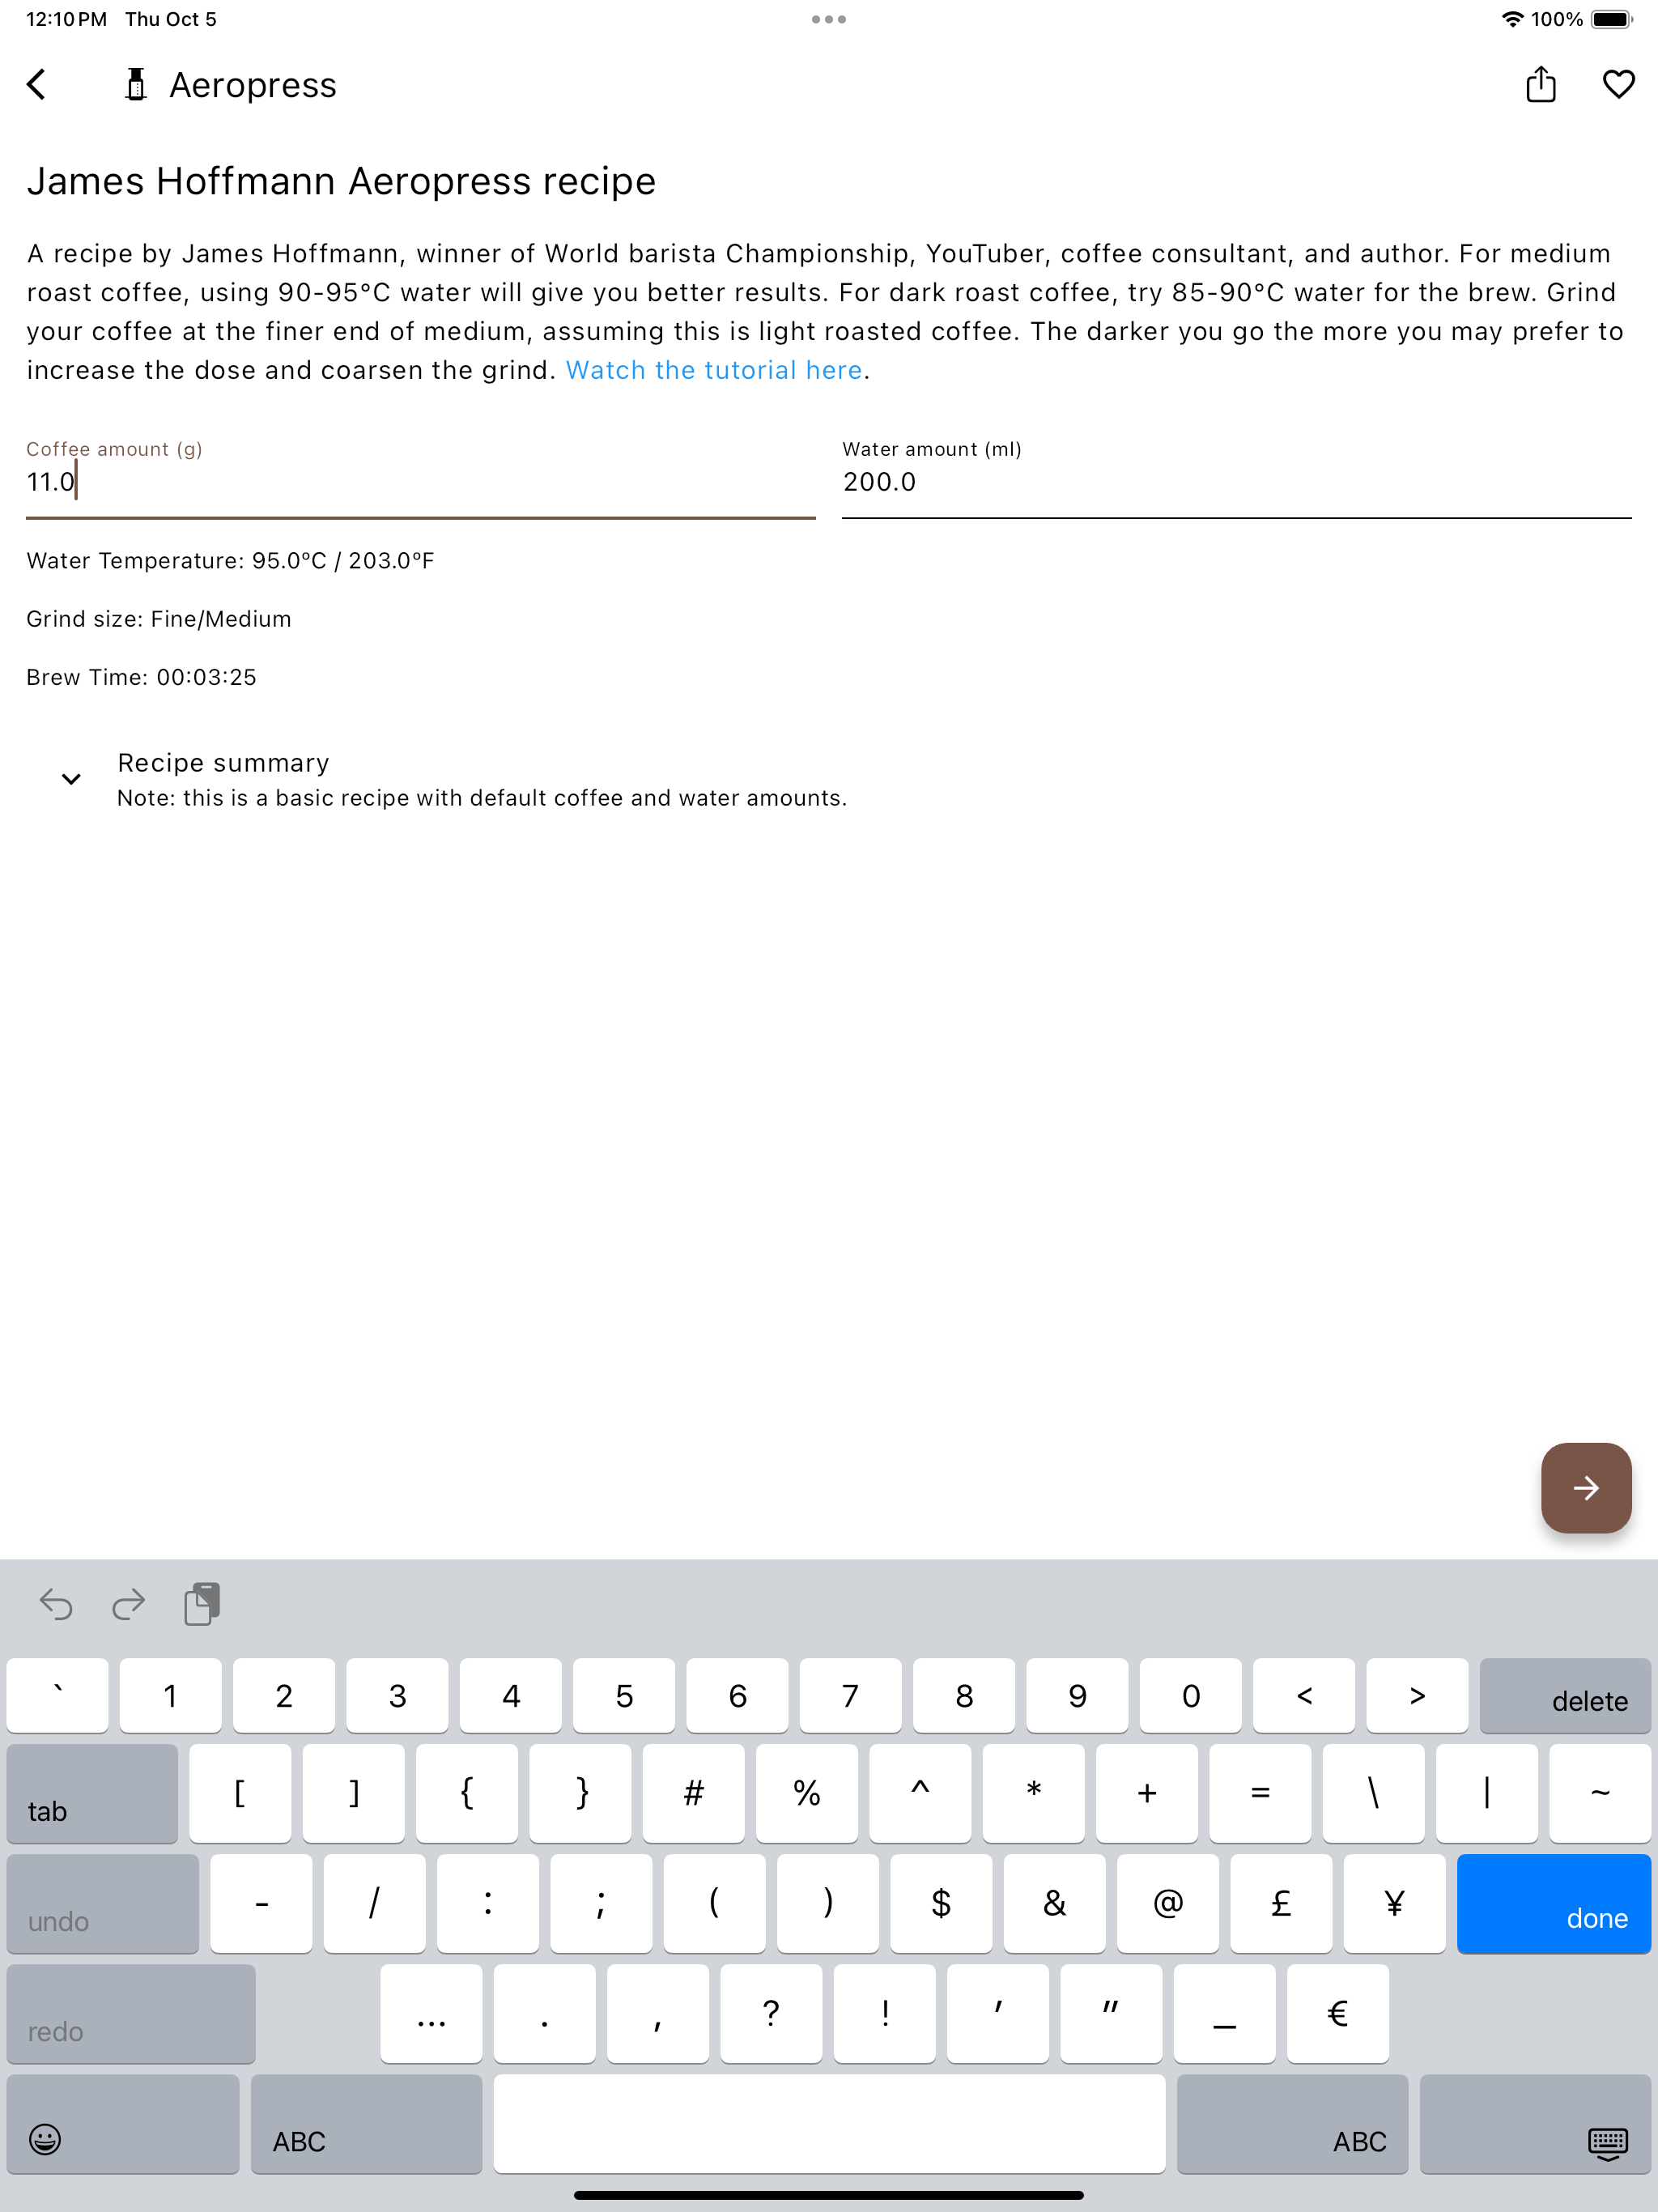 12:10 PM Thu Oct 5
100%
Aeropress
James Hoffmann Aeropress recipe
A recipe by James Hoffmann, winner of World barista Championship, YouTuber, coffee consultant, and author. For medium
roast coffee, using 90-95°C water will give you better results. For dark roast coffee, try 85-90°C water for the brew. Grind
your coffee at the finer end of medium, assuming this is light roasted coffee. The darker you go the more you may prefer to
increase the dose and coarsen the grind. Watch the tutorial here.
Coffee amount (g) Water amount (ml)
11.0 200.0
Water Temperature: 95.0ºC / 203.0ºF
Grind size: Fine/Medium
Brew Time: 00:03:25
Recipe summary
Note: this is a basic recipe with default coffee and water amounts.
` 1 2 3 4 5 6 7 8 9 0 < > delete
tab [ ] { } # % ^ * + = \ | ~
undo - / : ; ( ) $ & @ £ ¥ done
redo … . , ? ! ' " _ €
ABC ABC